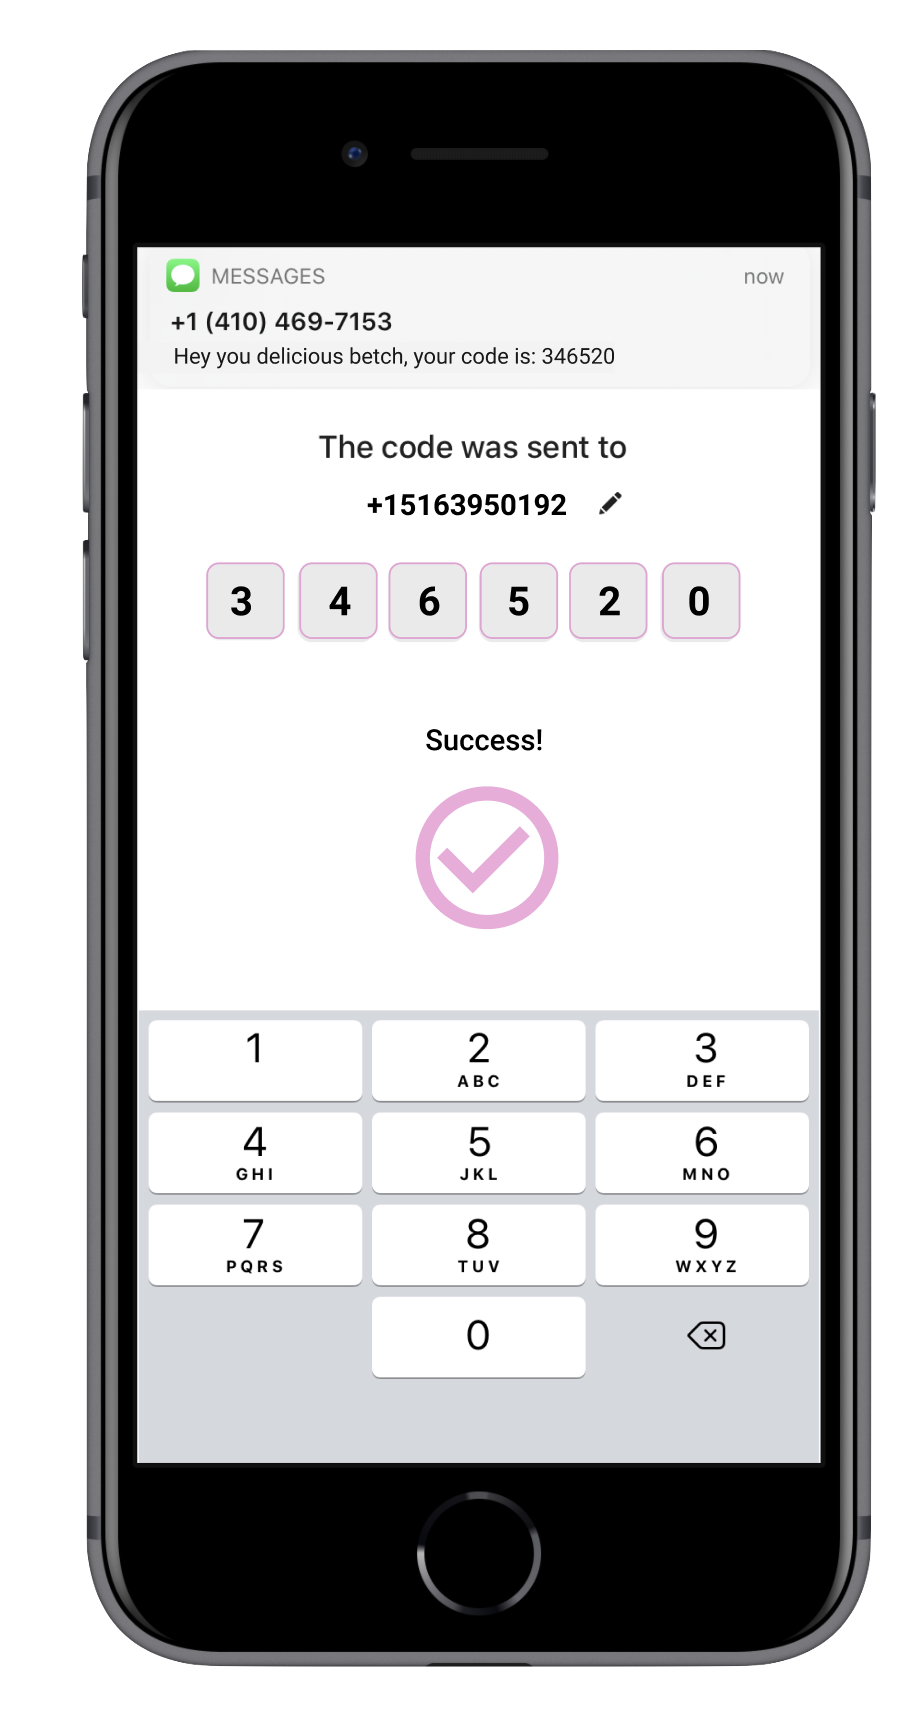 MESSAGES now
+1 (410) 469-7153
Hey you delicious betch, your code is: 346520
The code was sent to
+15163950192
3 4 6 5 2 0
Success!
1 2 3
ABC DEF
4 5 6
GHI JKL MNO
7 8 9
PQRS TUV WXYZ
0